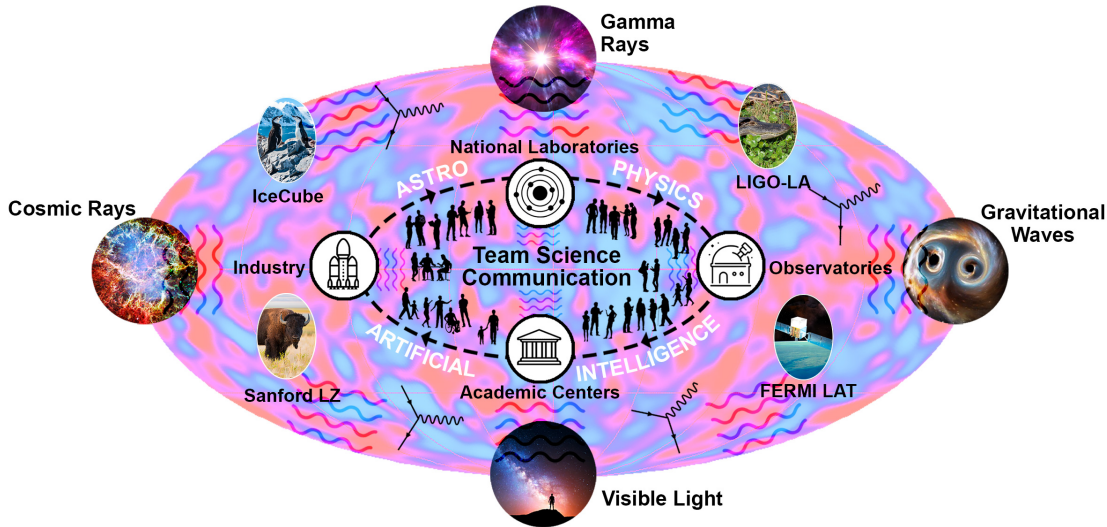 Gamma
Rays
National Laboratories
ASTRO
PHYSICS
IceCube
LIGO-LA
Cosmic Rays
Gravitational
Waves
Industry
Team Science
Communication
Observatories
ARTIFICIAL
INTELLIGENCE
Sanford LZ
Academic Centers
FERMI LAT
Visible Light